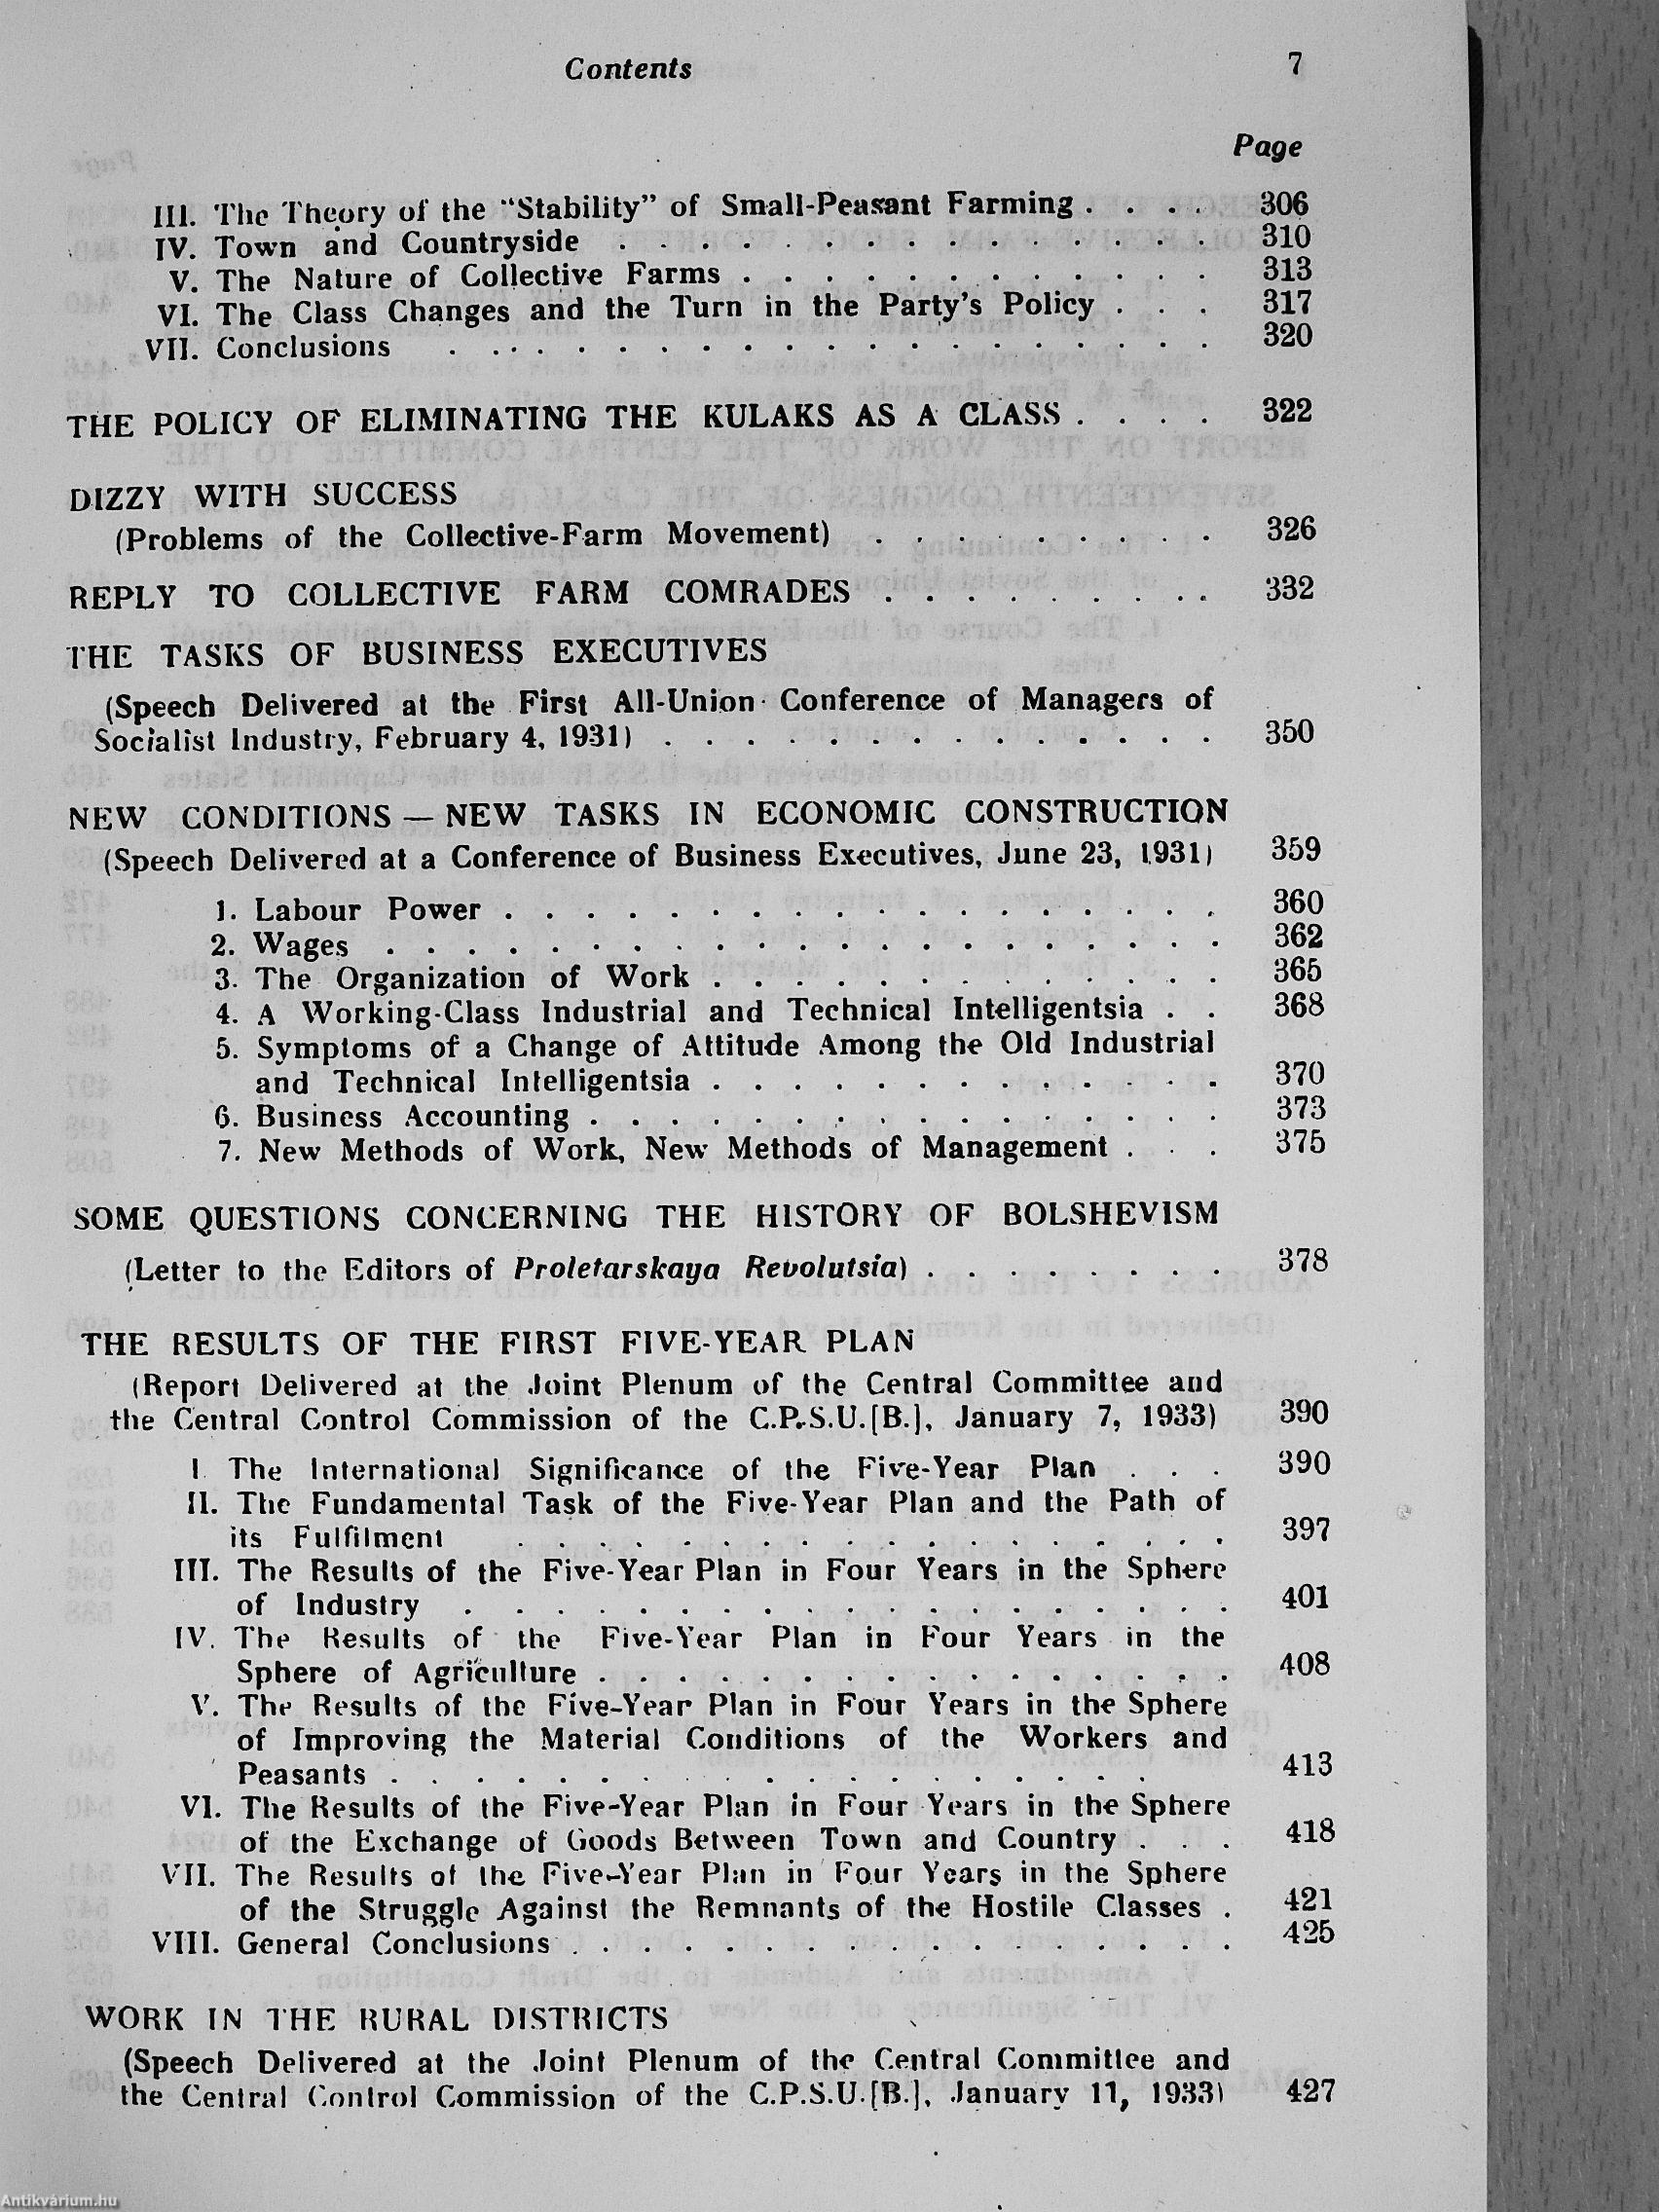 Contents 7
Page
III. The Theory of the "Stability" of Small-Peasant Farming . . . . 306
IV. Town and Countryside . . . . . . . . . . . . . . . 310
V. The Nature of Collective Farms . . . . . . . . . . . . 313
VI. The Class Changes and the Turn in the Party's Policy . . . 317
VII. Conclusions . . . . . . . . . . . . . . . . . . . 320
THE POLICY OF ELIMINATING THE KULAKS AS A CLASS . . . . 322
DIZZY WITH SUCCESS
(Problems of the Collective-Farm Movement) . . . . . . . . . 326
REPLY TO COLLECTIVE FARM COMRADES . . . . . . . . . 332
THE TASKS OF BUSINESS EXECUTIVES
(Speech Delivered at the First All-Union Conference of Managers of
Socialist Industry, February 4, 1931) . . . . . . . . . . . . . . 350
NEW CONDITIONS — NEW TASKS IN ECONOMIC CONSTRUCTION
(Speech Delivered at a Conference of Business Executives, June 23, 1931) 359
1. Labour Power . . . . . . . . . . . . . . . . . . 360
2. Wages . . . . . . . . . . . . . . . . . . . . . 362
3. The Organization of Work . . . . . . . . . . . . . 365
4. A Working-Class Industrial and Technical Intelligentsia . . 368
5. Symptoms of a Change of Attitude Among the Old Industrial
and Technical Intelligentsia . . . . . . . . . . . . . 370
6. Business Accounting . . . . . . . . . . . . . . . . 373
7. New Methods of Work, New Methods of Management . . . 375
SOME QUESTIONS CONCERNING THE HISTORY OF BOLSHEVISM
(Letter to the Editors of Proletarskaya Revolutsia) . . . . . . . . 378
THE RESULTS OF THE FIRST FIVE-YEAR PLAN
(Report Delivered at the Joint Plenum of the Central Committee and
the Central Control Commission of the C.P.S.U.[B.], January 7, 1933) 390
I The International Significance of the Five-Year Plan . . . 390
II. The Fundamental Task of the Five-Year Plan and the Path of
its Fulfilment . . . . . . . . . . . . . . . . . . 397
III. The Results of the Five-Year Plan in Four Years in the Sphere
of Industry . . . . . . . . . . . . . . . . . . . 401
IV. The Results of the Five-Year Plan in Four Years in the
Sphere of Agriculture . . . . . . . . . . . . . . . . 408
V. The Results of the Five-Year Plan in Four Years in the Sphere
of Improving the Material Conditions of the Workers and
Peasants . . . . . . . . . . . . . . . . . . . 413
VI. The Results of the Five-Year Plan in Four Years in the Sphere
of the Exchange of Goods Between Town and Country . . . 418
VII. The Results of the Five-Year Plan in Four Years in the Sphere
of the Struggle Against the Remnants of the Hostile Classes . 421
VIII. General Conclusions . . . . . . . . . . . . . . . . . 425
WORK IN THE RURAL DISTRICTS
(Speech Delivered at the Joint Plenum of the Central Committee and
the Central Control Commission of the C.P.S.U.[B.], January 11, 1933) 427
Antikvárium.hu